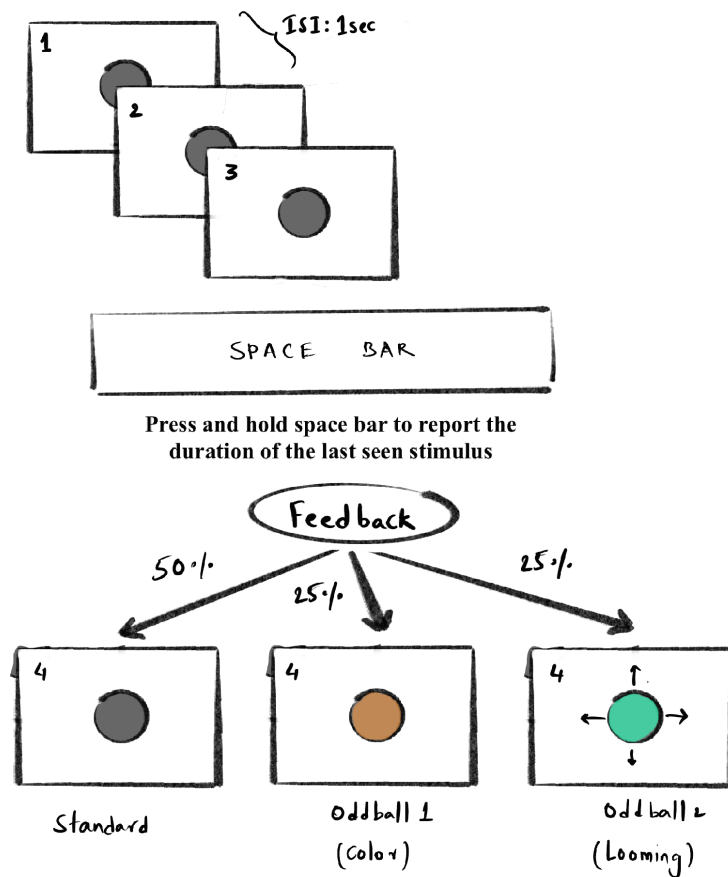 ISI: 1sec
1
2
3
SPACE BAR
Press and hold space bar to report the
duration of the last seen stimulus
Feedback
50% 25% 25%
4 4 4
Standard Oddball 1 Oddball 2
(Color) (Looming)